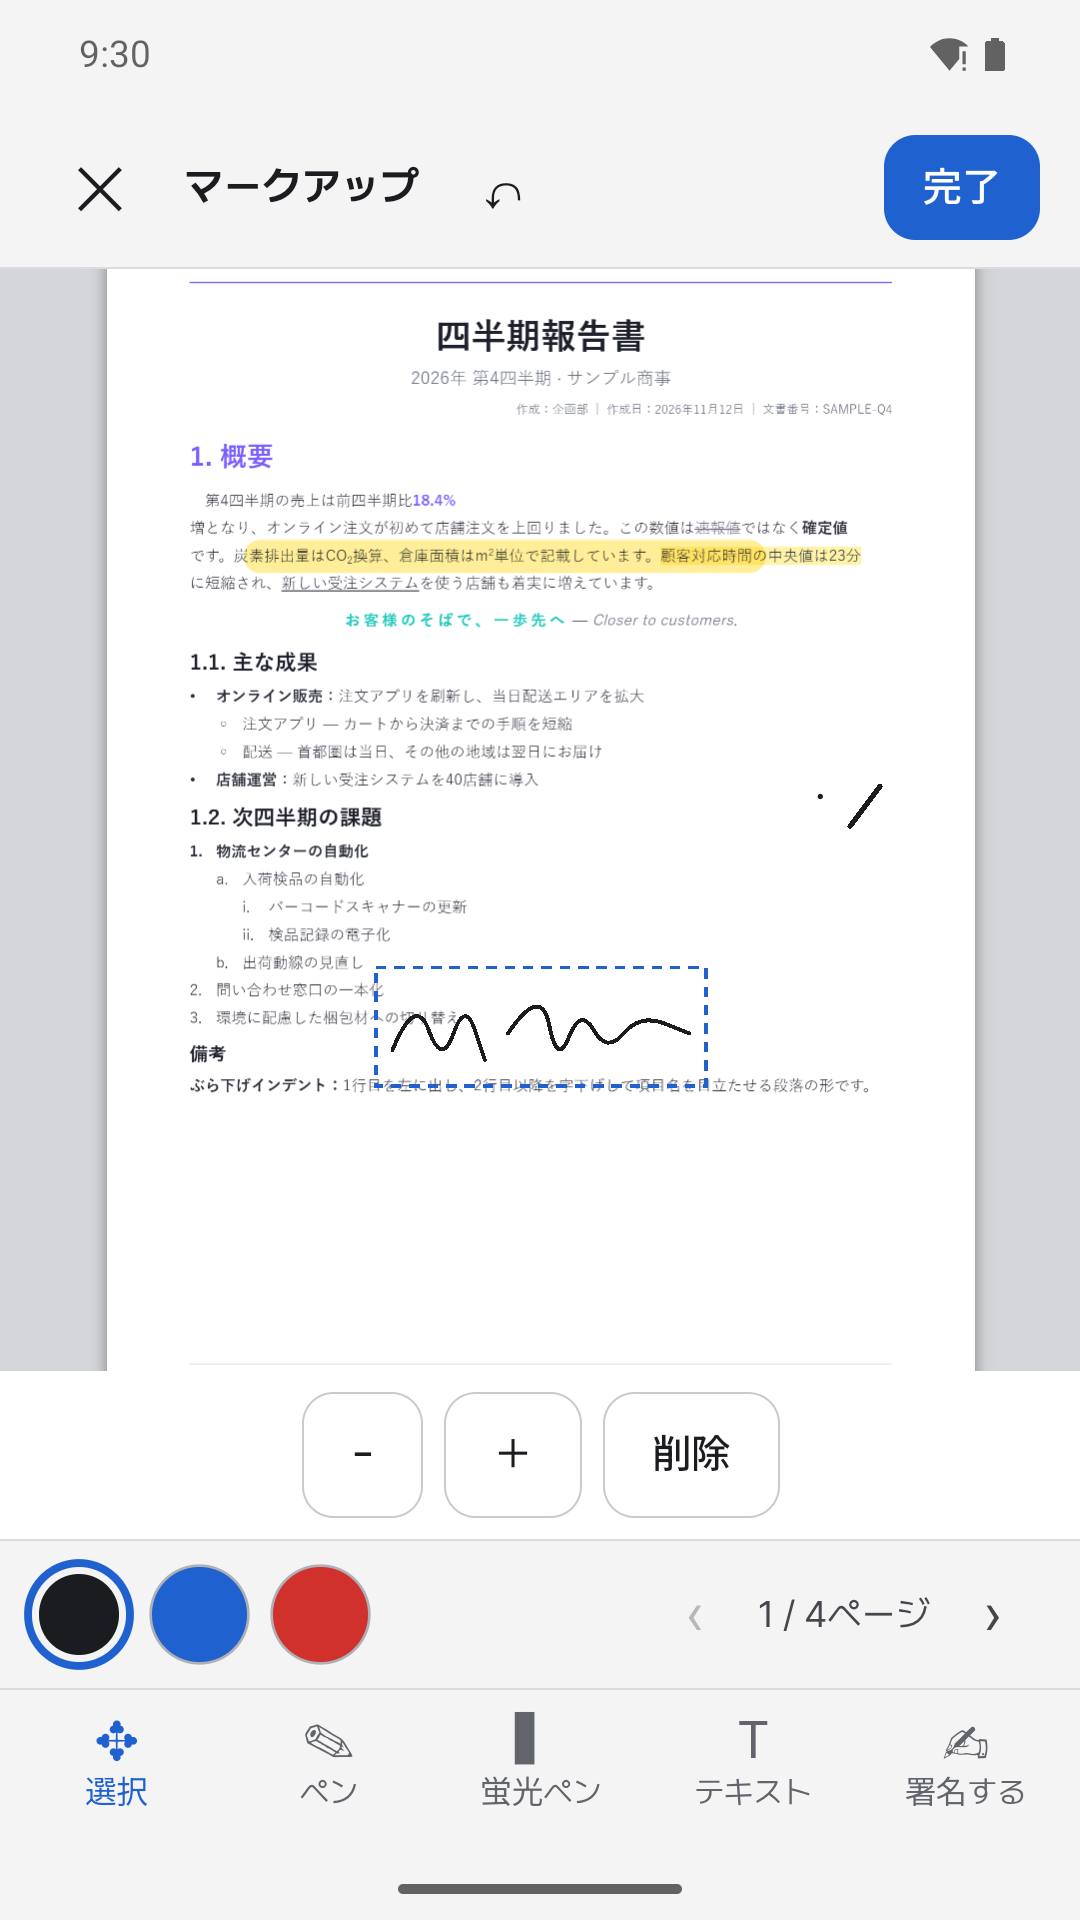 9:30
マークアップ
完了
四半期報告書
2026年 第4四半期 · サンプル商事
作成：企画部 ｜ 作成日：2026年11月12日 ｜ 文書番号：SAMPLE-Q4
1. 概要
第4四半期の売上は前四半期比18.4%
増となり、オンライン注文が初めて店舗注文を上回りました。この数値は速報値ではなく確定値
です。炭素排出量はCO₂換算、倉庫面積はm²単位で記載しています。顧客対応時間の中央値は23分
に短縮され、新しい受注システムを使う店舗も着実に増えています。
お客様のそばで、一歩先へ — Closer to customers.
1.1. 主な成果
• オンライン販売：注文アプリを刷新し、当日配送エリアを拡大
◦ 注文アプリ — カートから決済までの手順を短縮
◦ 配送 — 首都圏は当日、その他の地域は翌日にお届け
• 店舗運営：新しい受注システムを40店舗に導入
1.2. 次四半期の課題
1. 物流センターの自動化
a. 入荷検品の自動化
i. バーコードスキャナーの更新
ii. 検品記録の電子化
b. 出荷動線の見直し
2. 問い合わせ窓口の一本化
3. 環境に配慮した梱包材への切り替え
備考
ぶら下げインデント：1行目を左に出し、2行目以降を字下げして項目名を目立たせる段落の形です。
- + 削除
‹ 1 / 4ページ ›
選択 ペン 蛍光ペン テキスト 署名する